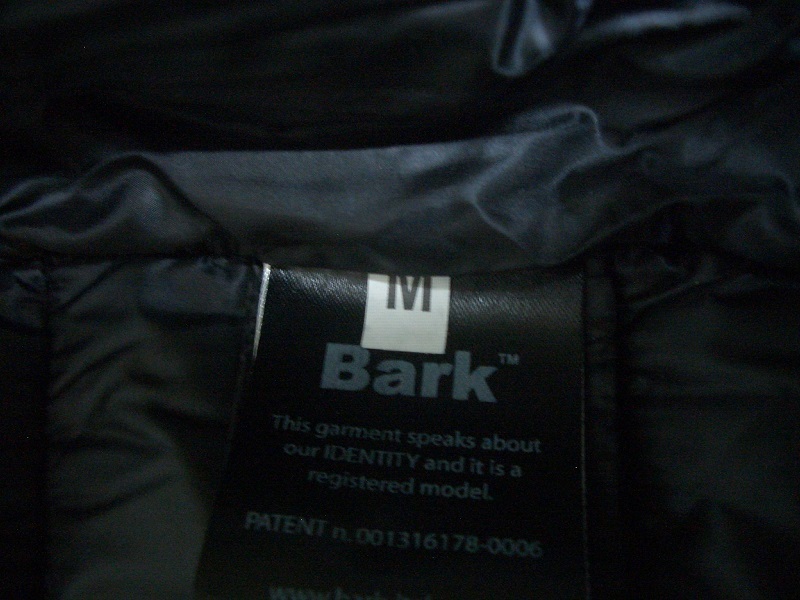 M
Bark™
This garment speaks about
our IDENTITY and it is a
registered model.
PATENT n. 001316178-0006